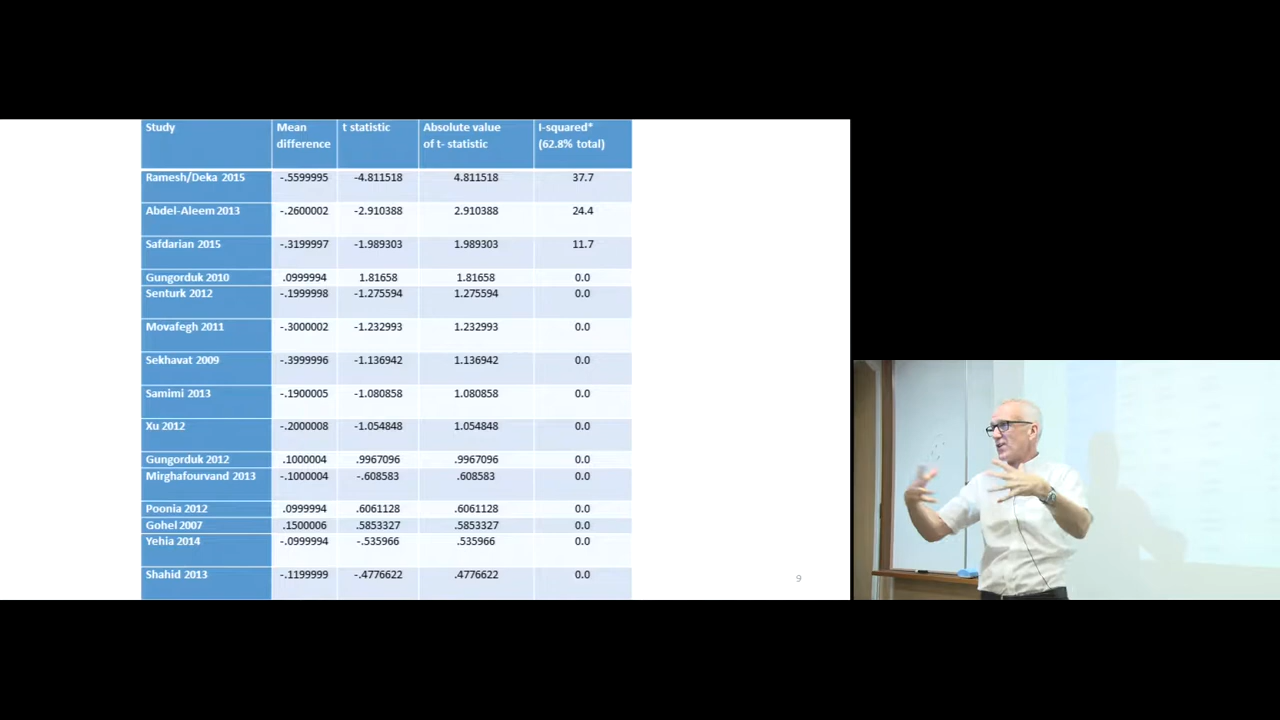 Study Mean difference t statistic Absolute value of t- statistic I-squared* (62.8% total)
Ramesh/Deka 2015 -.5599995 -4.811518 4.811518 37.7
Abdel-Aleem 2013 -.2600002 -2.910388 2.910388 24.4
Safdarian 2015 -.3199997 -1.989303 1.989303 11.7
Gungorduk 2010 .0999994 1.81658 1.81658 0.0
Senturk 2012 -.1999998 -1.275594 1.275594 0.0
Movafegh 2011 -.3000002 -1.232993 1.232993 0.0
Sekhavat 2009 -.3999996 -1.136942 1.136942 0.0
Samimi 2013 -.1900005 -1.080858 1.080858 0.0
Xu 2012 -.2000008 -1.054848 1.054848 0.0
Gungorduk 2012 .1000004 .9967096 .9967096 0.0
Mirghafourvand 2013 -.1000004 -.608583 .608583 0.0
Poonia 2012 .0999994 .6061128 .6061128 0.0
Gohel 2007 .1500006 .5853327 .5853327 0.0
Yehia 2014 -.0999994 -.535966 .535966 0.0
Shahid 2013 -.1199999 -.4776622 .4776622 0.0
9